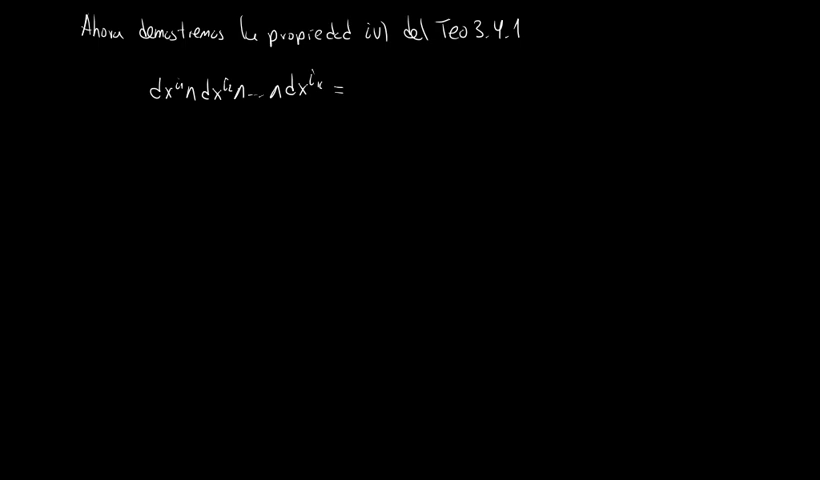 Ahora demostremos la propiedad iv) del Teo 3.4.1
dx^{i_1} ∧ dx^{i_2} ∧ ... ∧ dx^{i_k} =